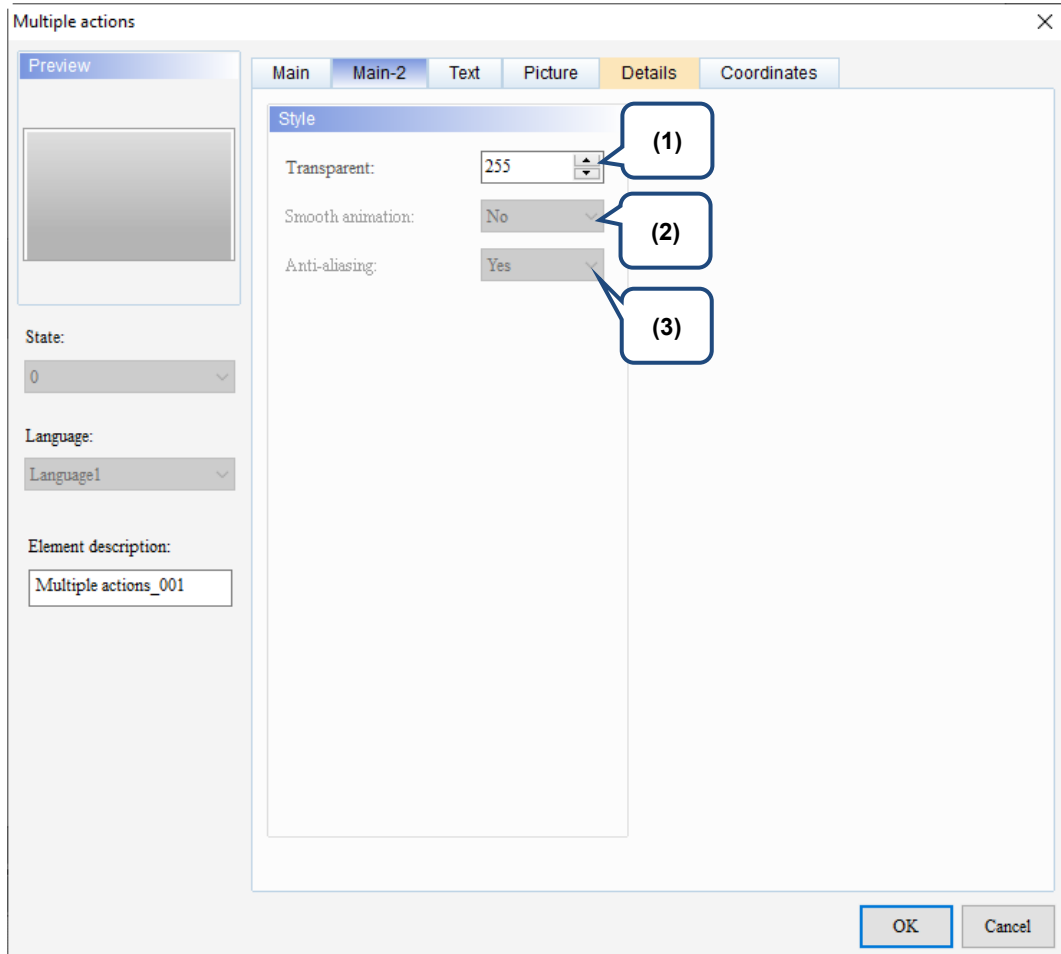 Multiple actions
Preview
Main Main-2 Text Picture Details Coordinates
Style
Transparent: 255
(1)
Smooth animation: No
(2)
Anti-aliasing: Yes
(3)
State:
0
Language:
Language1
Element description:
Multiple actions_001
OK Cancel